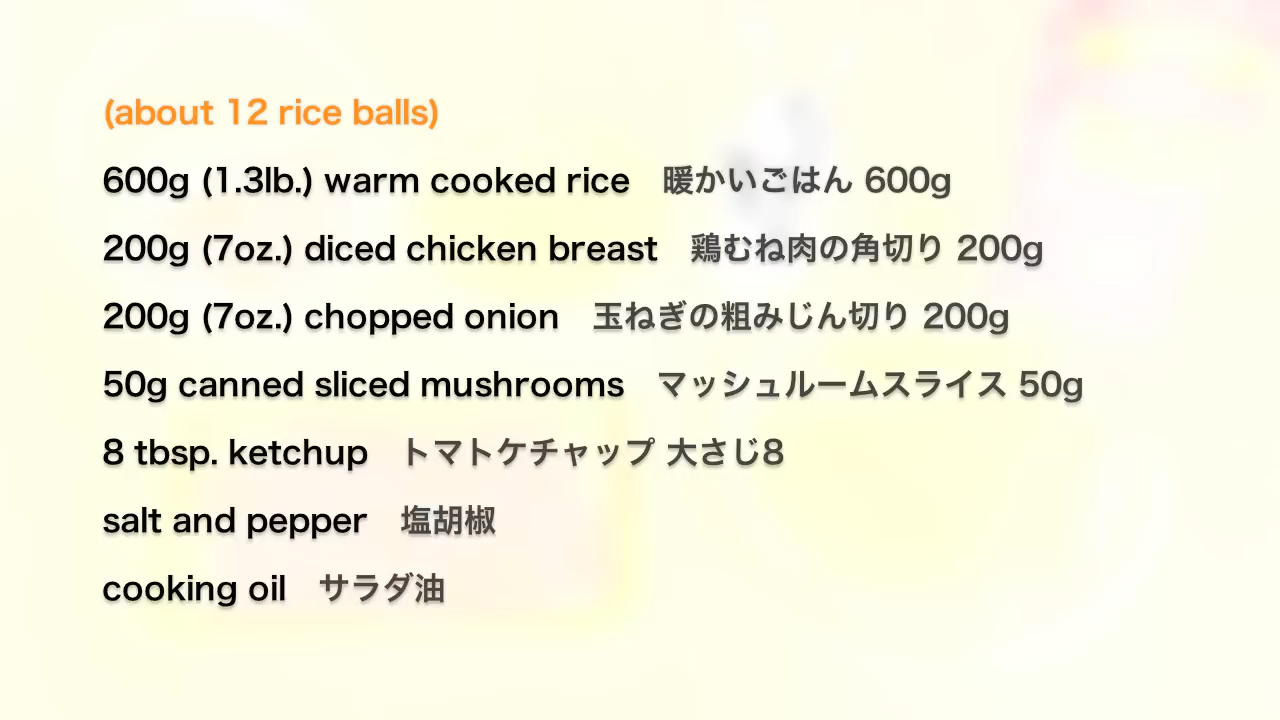 (about 12 rice balls)
600g (1.3lb.) warm cooked rice　暖かいごはん 600g
200g (7oz.) diced chicken breast　鶏むね肉の角切り 200g
200g (7oz.) chopped onion　玉ねぎの粗みじん切り 200g
50g canned sliced mushrooms　マッシュルームスライス 50g
8 tbsp. ketchup　トマトケチャップ 大さじ8
salt and pepper　塩胡椒
cooking oil　サラダ油